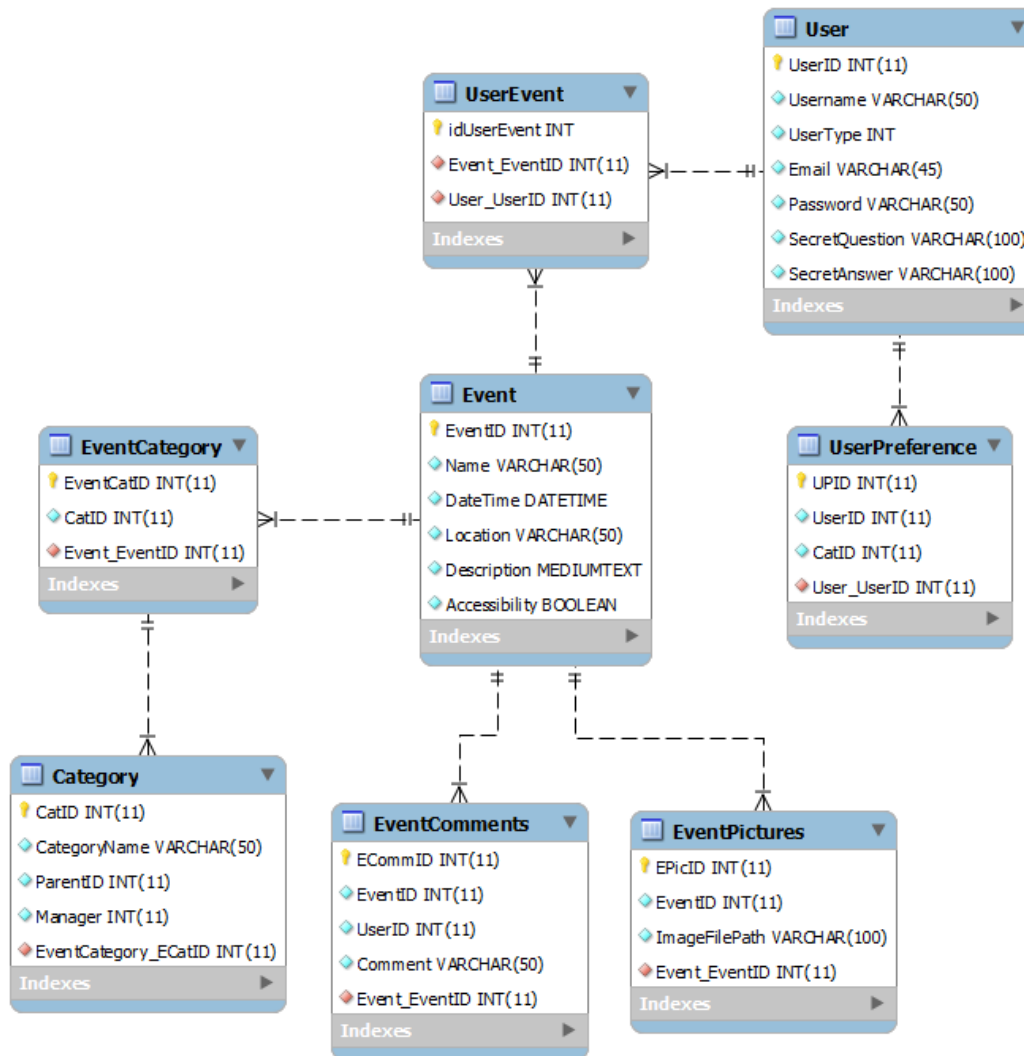 User
UserID INT(11)
Username VARCHAR(50)
UserType INT
Email VARCHAR(45)
Password VARCHAR(50)
SecretQuestion VARCHAR(100)
SecretAnswer VARCHAR(100)
Indexes
UserEvent
idUserEvent INT
Event_EventID INT(11)
User_UserID INT(11)
Indexes
Event
EventID INT(11)
Name VARCHAR(50)
DateTime DATETIME
Location VARCHAR(50)
Description MEDIUMTEXT
Accessibility BOOLEAN
Indexes
EventCategory
EventCatID INT(11)
CatID INT(11)
Event_EventID INT(11)
Indexes
UserPreference
UPID INT(11)
UserID INT(11)
CatID INT(11)
User_UserID INT(11)
Indexes
Category
CatID INT(11)
CategoryName VARCHAR(50)
ParentID INT(11)
Manager INT(11)
EventCategory_ECatID INT(11)
Indexes
EventComments
ECommID INT(11)
EventID INT(11)
UserID INT(11)
Comment VARCHAR(50)
Event_EventID INT(11)
Indexes
EventPictures
EPicID INT(11)
EventID INT(11)
ImageFilePath VARCHAR(100)
Event_EventID INT(11)
Indexes